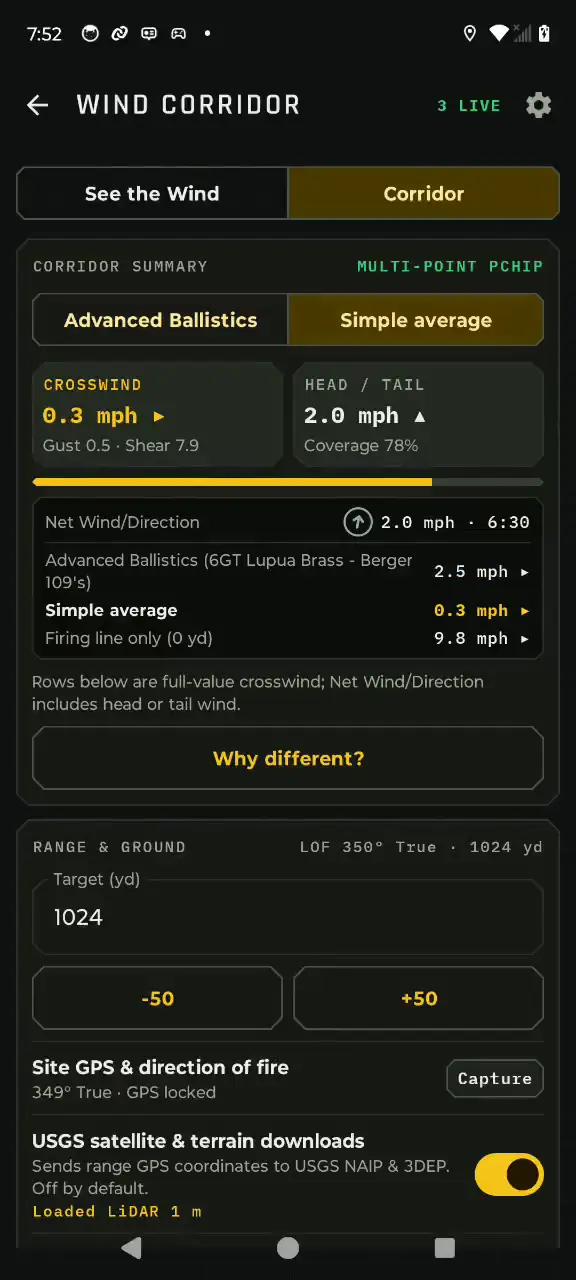 7:52
WIND CORRIDOR
3 LIVE
See the Wind
Corridor
CORRIDOR SUMMARY
MULTI-POINT PCHIP
Advanced Ballistics
Simple average
CROSSWIND
0.3 mph ▸
Gust 0.5 · Shear 7.9
HEAD / TAIL
2.0 mph ▲
Coverage 78%
Net Wind/Direction
2.0 mph · 6:30
Advanced Ballistics (6GT Lupua Brass - Berger
109's)
2.5 mph ▸
Simple average
0.3 mph ▸
Firing line only (0 yd)
9.8 mph ▸
Rows below are full-value crosswind; Net Wind/Direction
includes head or tail wind.
Why different?
RANGE & GROUND
LOF 350° True · 1024 yd
Target (yd)
1024
-50
+50
Site GPS & direction of fire
349° True · GPS locked
Capture
USGS satellite & terrain downloads
Sends range GPS coordinates to USGS NAIP & 3DEP.
Off by default.
Loaded LiDAR 1 m